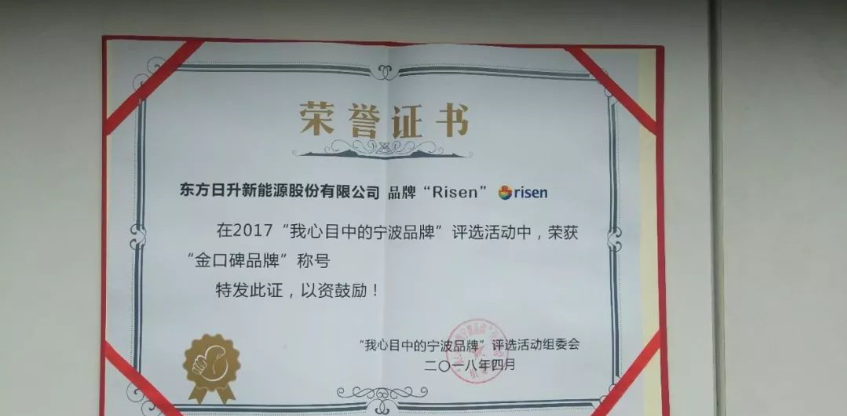 荣誉证书
东方日升新能源股份有限公司 品牌“Risen” risen
在2017“我心目中的宁波品牌”评选活动中，荣获
“金口碑品牌”称号
特发此证，以资鼓励！
“我心目中的宁波品牌”评选活动组委会
二〇一八年四月